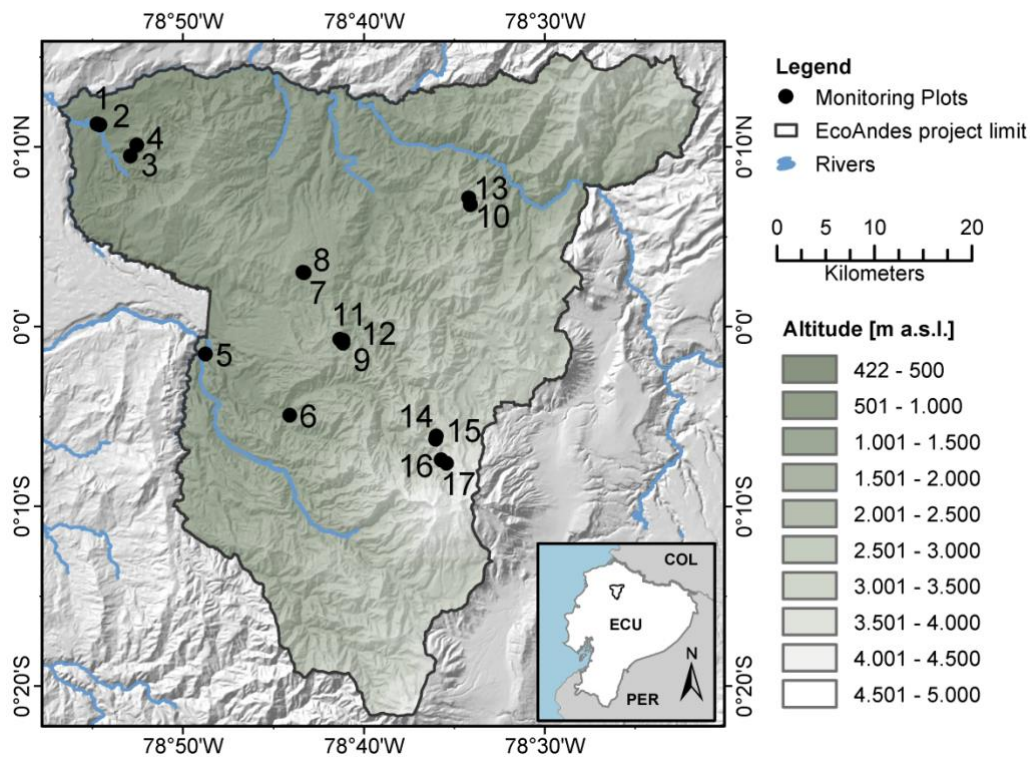 78°50'W 78°40'W 78°30'W
0°10'N
0°0'
0°10'S
0°20'S
1
2
4
3
13
10
8
7
11
12
9
5
6
14
15
16
17
COL
ECU
PER
N
78°50'W 78°40'W 78°30'W
0°10'N
0°0'
0°10'S
0°20'S
Legend
Monitoring Plots
EcoAndes project limit
Rivers
0 10 20
Kilometers
Altitude [m a.s.l.]
422 - 500
501 - 1.000
1.001 - 1.500
1.501 - 2.000
2.001 - 2.500
2.501 - 3.000
3.001 - 3.500
3.501 - 4.000
4.001 - 4.500
4.501 - 5.000